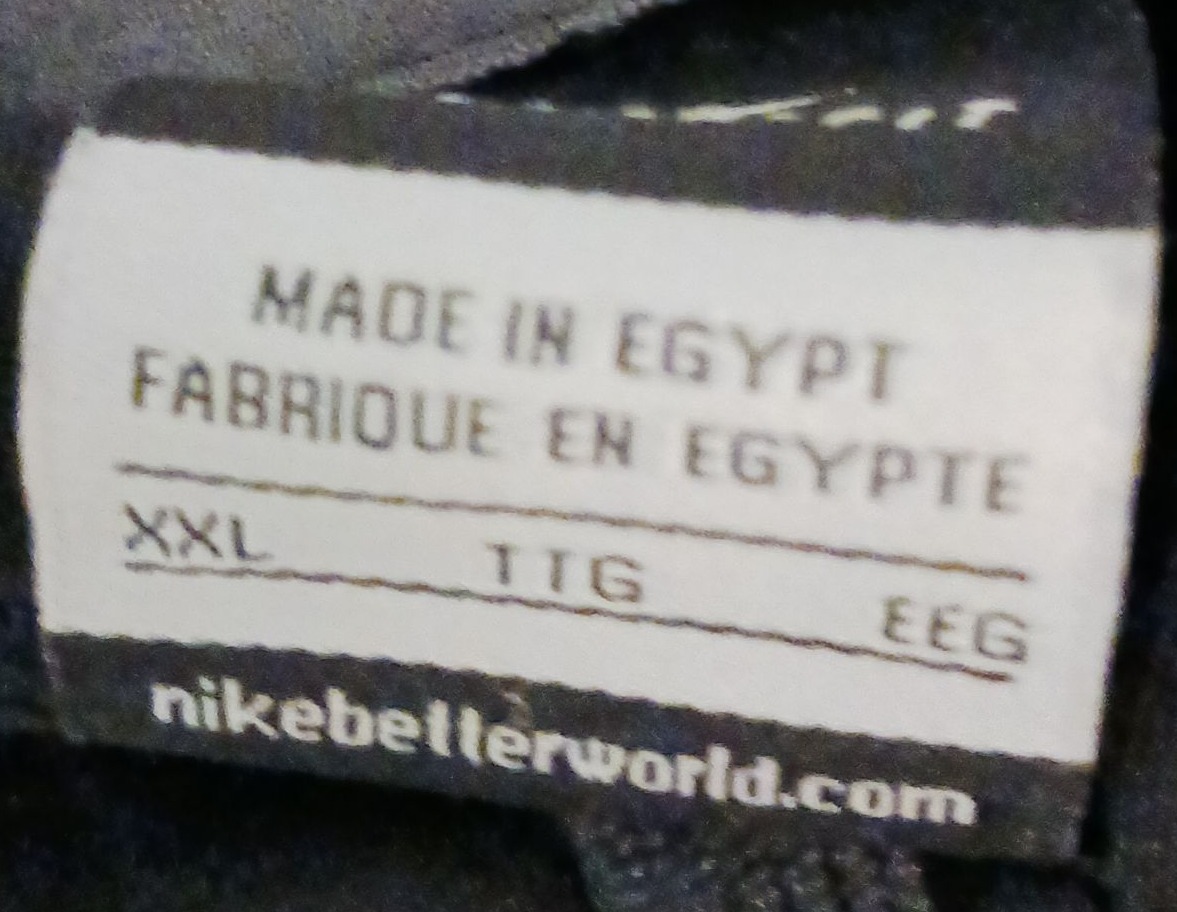 MADE IN EGYPT
FABRIQUE EN EGYPTE
XXL TTG EEG
nikebetterworld.com